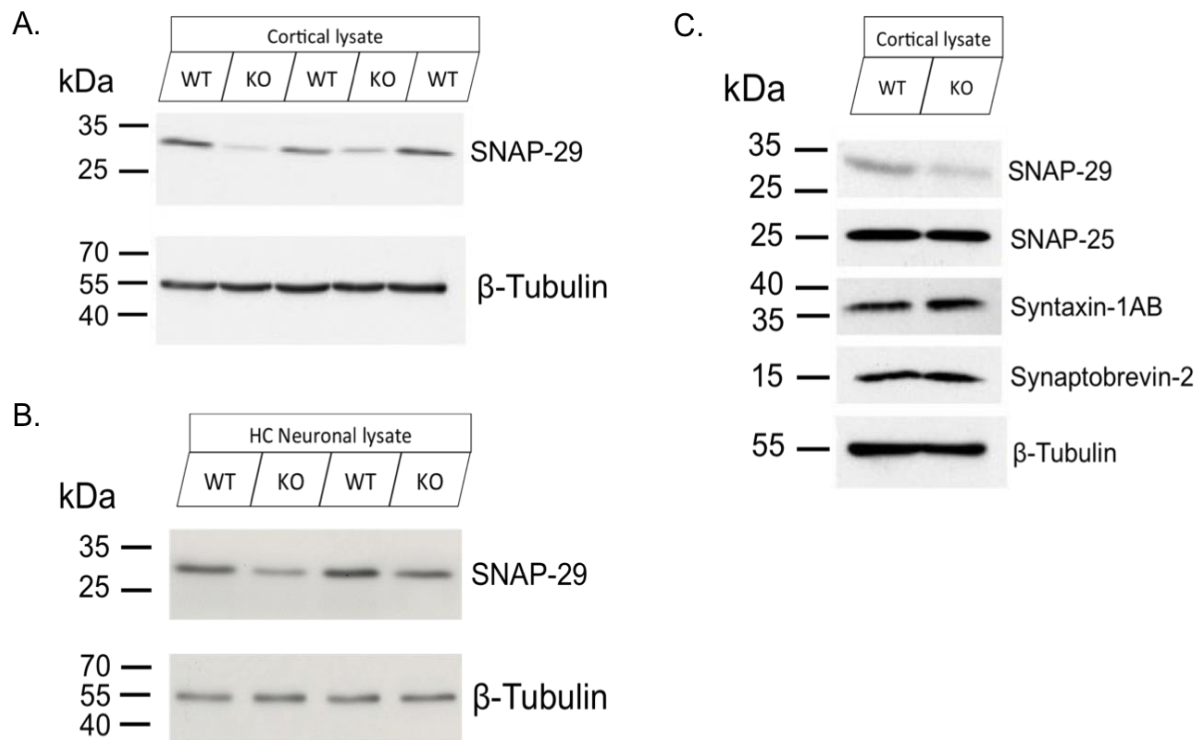 A.
Cortical lysate
kDa
WT KO WT KO WT
35
25
SNAP-29
70
55
40
β-Tubulin
B.
HC Neuronal lysate
kDa
WT KO WT KO
35
25
SNAP-29
70
55
40
β-Tubulin
C.
Cortical lysate
kDa
WT KO
35
25
SNAP-29
25
SNAP-25
40
35
Syntaxin-1AB
15
Synaptobrevin-2
55
β-Tubulin